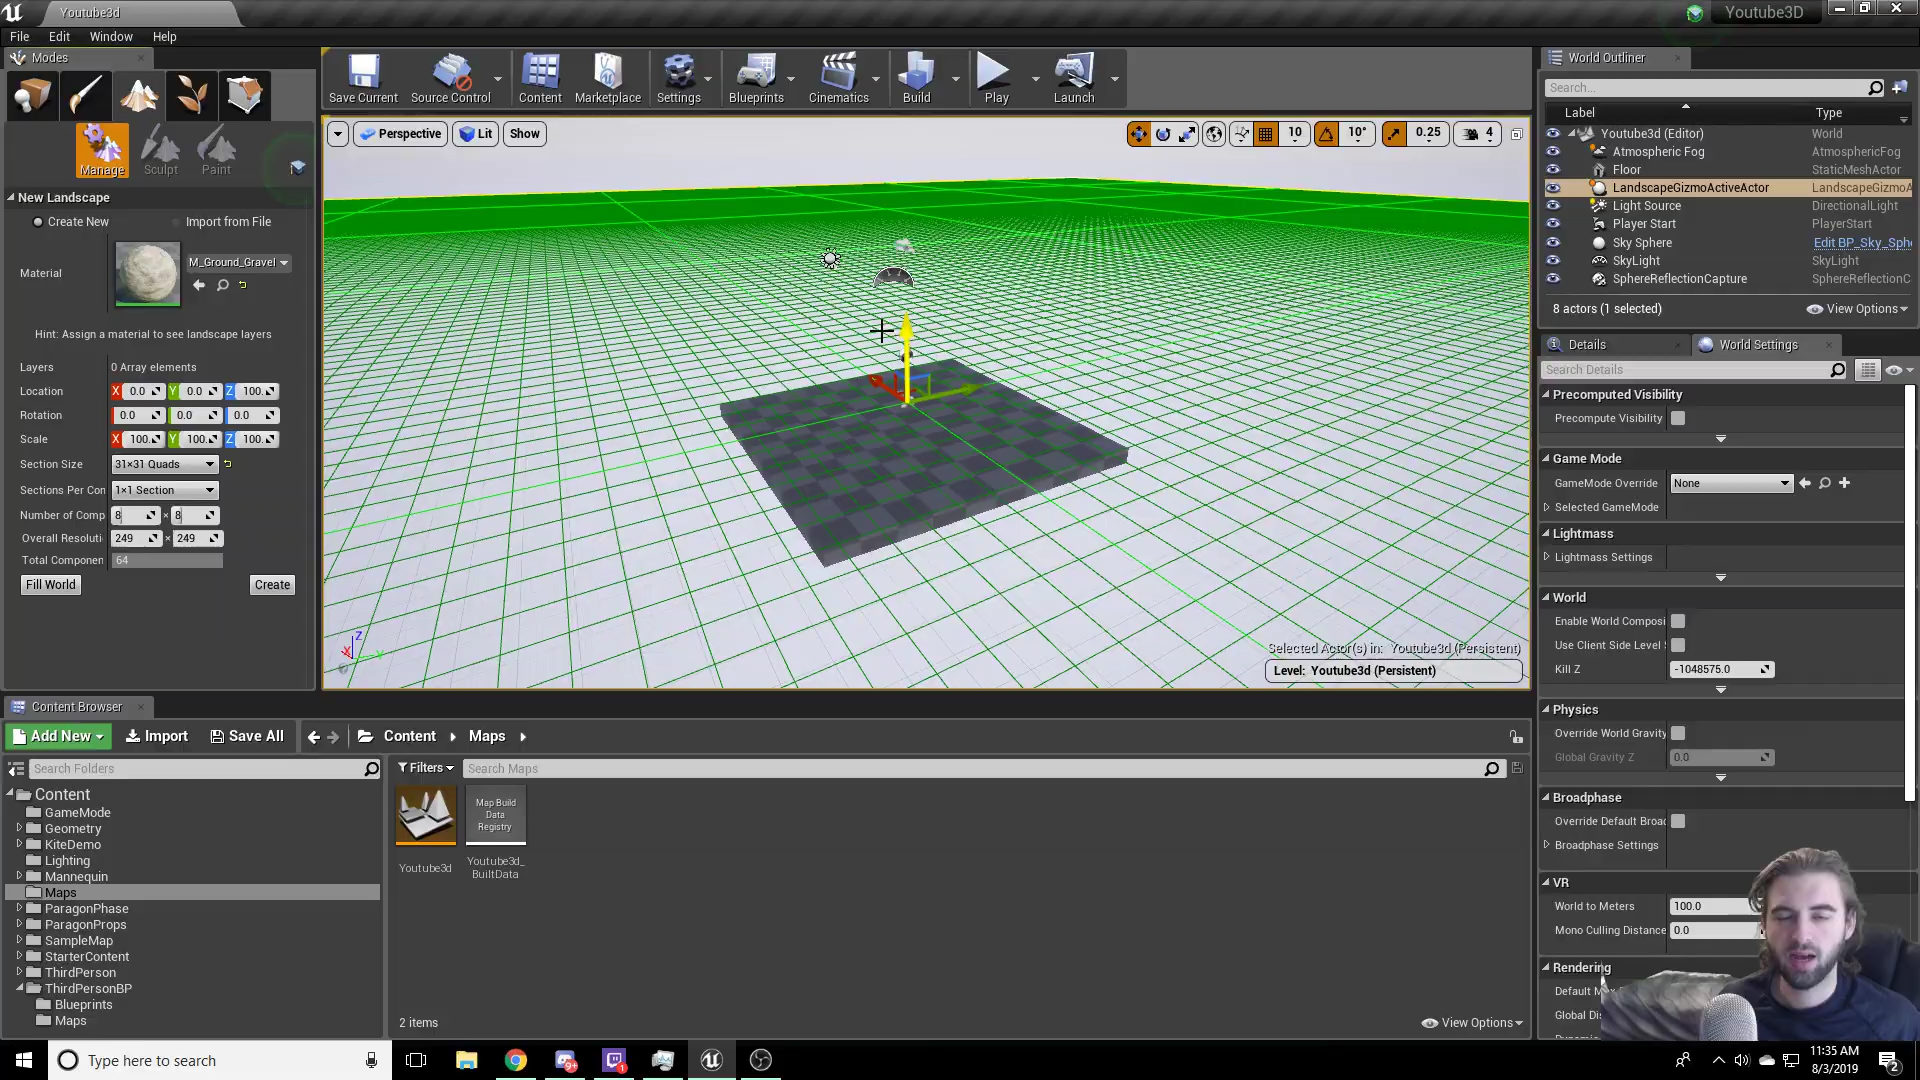 Youtube3d
Youtube3D
File Edit Window Help
Modes
Manage Sculpt Paint
New Landscape
Create New Import from File
Material M_Ground_Gravel
Hint: Assign a material to see landscape layers
Layers 0 Array elements
Location X 0.0 Y 0.0 Z 100.
Rotation 0.0 0.0 0.0
Scale X 100. Y 100. Z 100.
Section Size 31×31 Quads
Sections Per Con 1×1 Section
Number of Comp 8 × 8
Overall Resoluti 249 × 249
Total Componen 64
Fill World Create
Save Current Source Control Content Marketplace Settings Blueprints Cinematics Build Play Launch
Perspective Lit Show
10 10° 0.25 4
Z
X Y
Selected Actor(s) in: Youtube3d (Persistent)
Level: Youtube3d (Persistent)
World Outliner
Search...
Label Type
Youtube3d (Editor) World
Atmospheric Fog AtmosphericFog
Floor StaticMeshActor
LandscapeGizmoActiveActor LandscapeGizmoA
Light Source DirectionalLight
Player Start PlayerStart
Sky Sphere Edit BP_Sky_Sph
SkyLight SkyLight
SphereReflectionCapture SphereReflectionC
8 actors (1 selected) View Options
Details World Settings
Search Details
Precomputed Visibility
Precompute Visibility
Game Mode
GameMode Override None
Selected GameMode
Lightmass
Lightmass Settings
World
Enable World Composi
Use Client Side Level
Kill Z -1048575.0
Physics
Override World Gravity
Global Gravity Z 0.0
Broadphase
Override Default Broad
Broadphase Settings
VR
World to Meters 100.0
Mono Culling Distance 0.0
Rendering
Default
Global Di
Content Browser
Add New Import Save All Content Maps
Search Folders
Content
GameMode
Geometry
KiteDemo
Lighting
Mannequin
Maps
ParagonPhase
ParagonProps
SampleMap
StarterContent
ThirdPerson
ThirdPersonBP
Blueprints
Maps
Filters Search Maps
Map Build
Data
Registry
Youtube3d
Youtube3d_
BuiltData
2 items View Options
Type here to search
11:35 AM
8/3/2019
2